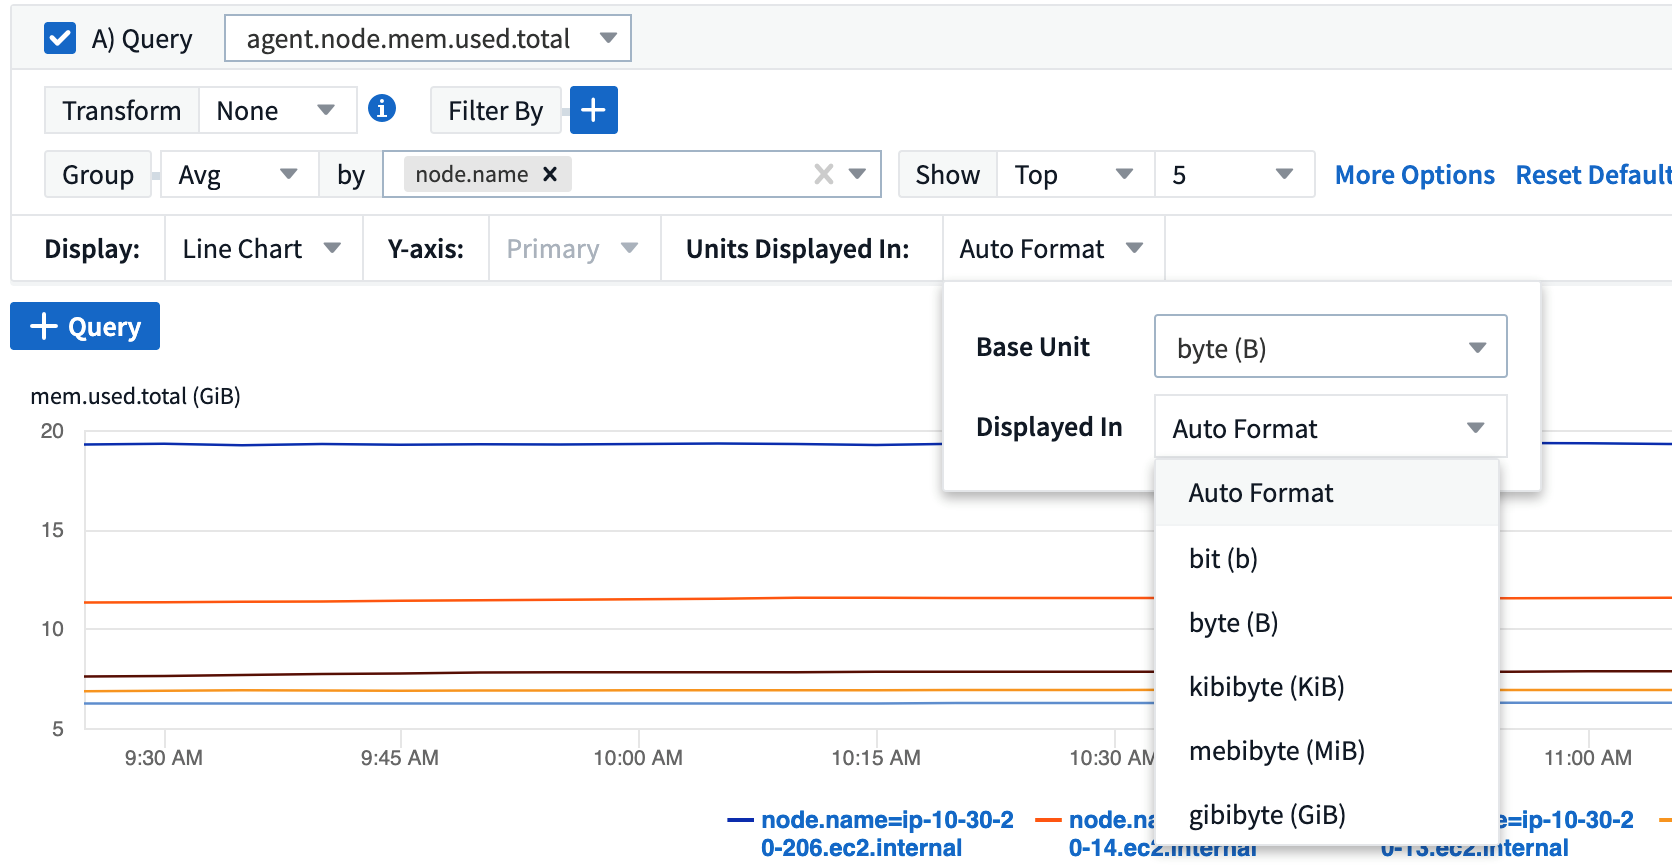 A) Query agent.node.mem.used.total
Transform None Filter By
Group Avg by node.name Show Top 5 More Options Reset Default
Display: Line Chart Y-axis: Primary Units Displayed In: Auto Format
Query
Base Unit byte (B)
Displayed In Auto Format
Auto Format
bit (b)
byte (B)
kibibyte (KiB)
mebibyte (MiB)
gibibyte (GiB)
mem.used.total (GiB)
20
15
10
5
9:30 AM 9:45 AM 10:00 AM 10:15 AM 10:30 AM 11:00 AM
node.name=ip-10-30-2
0-206.ec2.internal
node.na
0-14.ec2.internal
e=ip-10-30-2
0-13.ec2.internal